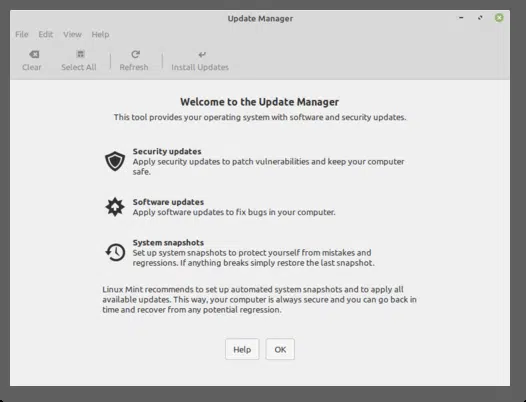 Update Manager
File Edit View Help
Clear Select All Refresh Install Updates
Welcome to the Update Manager
This tool provides your operating system with software and security updates.
Security updates
Apply security updates to patch vulnerabilities and keep your computer
safe.
Software updates
Apply software updates to fix bugs in your computer.
System snapshots
Set up system snapshots to protect yourself from mistakes and
regressions. If anything breaks simply restore the last snapshot.
Linux Mint recommends to set up automated system snapshots and to apply all
available updates. This way, your computer is always secure and you can go back in
time and recover from any potential regression.
Help OK